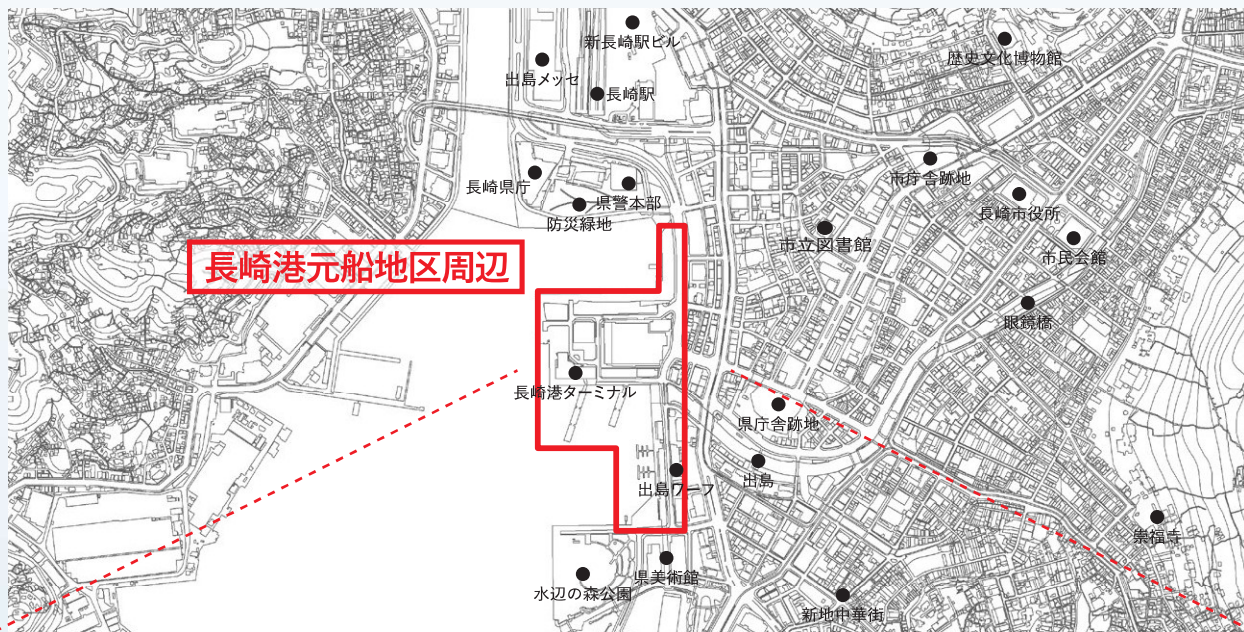 新長崎駅ビル
歴史文化博物館
出島メッセ
長崎駅
市庁舎跡地
長崎県庁
県警本部
長崎市役所
防災緑地
市立図書館
市民会館
長崎港元船地区周辺
眼鏡橋
長崎港ターミナル
県庁舎跡地
出島
出島ワーフ
崇福寺
県美術館
水辺の森公園
新地中華街